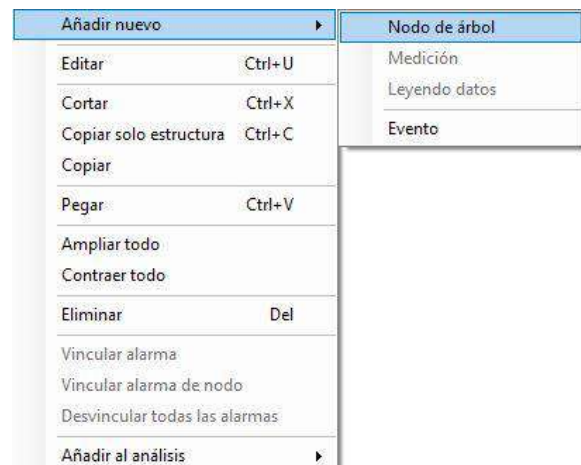 Añadir nuevo
Editar Ctrl+U
Cortar Ctrl+X
Copiar solo estructura Ctrl+C
Copiar
Pegar Ctrl+V
Ampliar todo
Contraer todo
Eliminar Del
Vincular alarma
Vincular alarma de nodo
Desvincular todas las alarmas
Añadir al análisis
Nodo de árbol
Medición
Leyendo datos
Evento